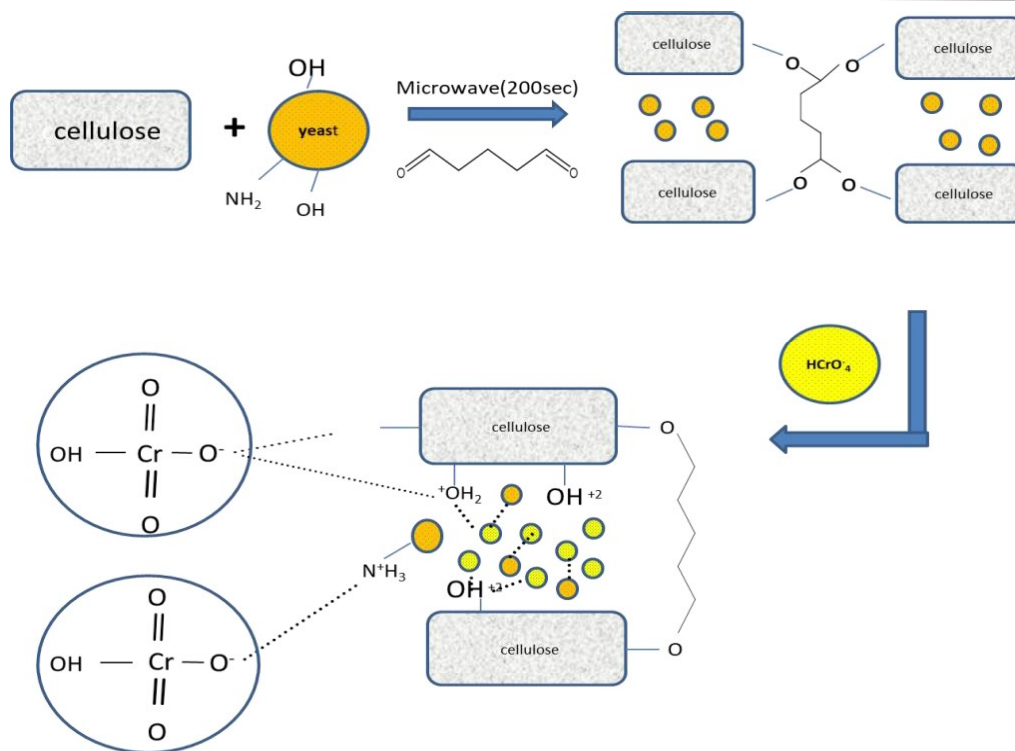 cellulose
+
OH
yeast
NH₂
OH
Microwave(200sec)
O
O
cellulose
cellulose
O
O
O
O
cellulose
cellulose
HCrO⁻₄
O
OH
Cr
O⁻
O
cellulose
O
⁺OH₂
OH +2
N⁺H₃
OH +2
cellulose
O
O
OH
Cr
O⁻
O